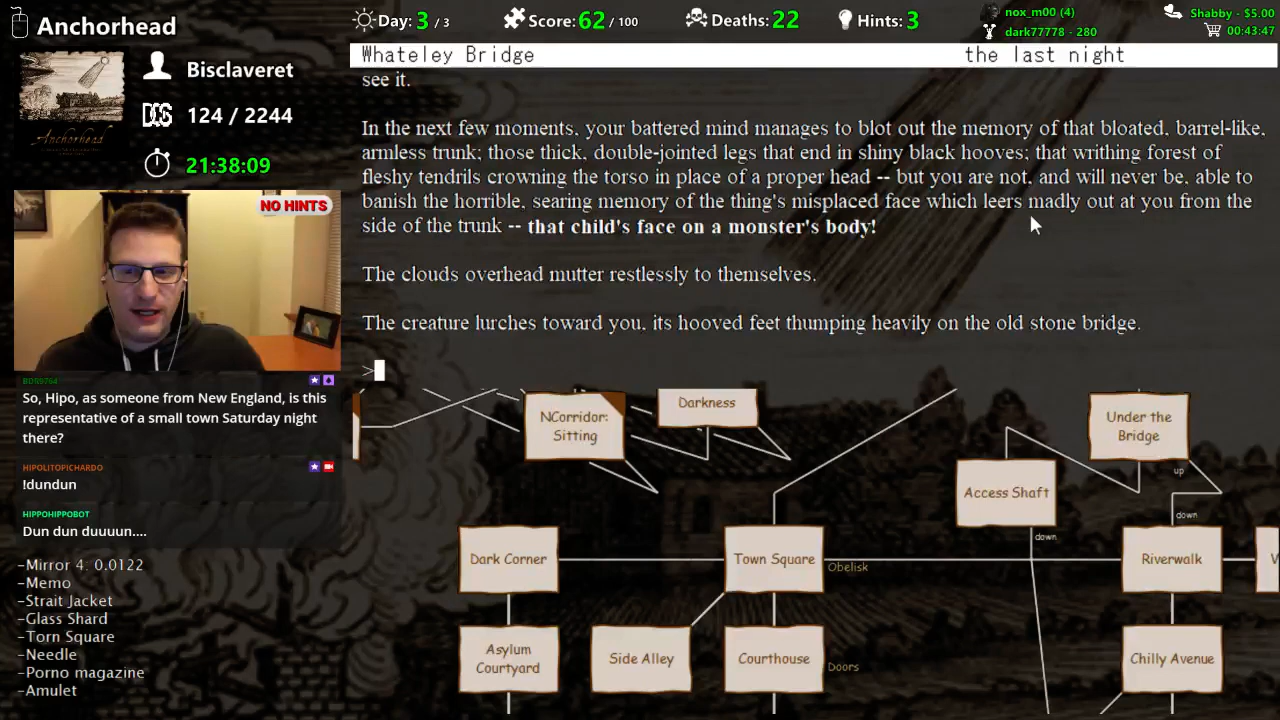 Anchorhead
Day: 3 / 3
Score: 62 / 100
Deaths: 22
Hints: 3
nox_m00 (4)
dark77778 - 280
Shabby - $5.00
00:43:47
Anchorhead
Bisclaveret
DGS 124 / 2244
21:38:09
NO HINTS
So, Hipo, as someone from New England, is this
representative of a small town Saturday night
there?
HIPOLITOPICHARDO
!dundun
HIPPOHIPPOBOT
Dun dun duuuun....
-Mirror 4: 0.0122
-Memo
-Strait Jacket
-Glass Shard
-Torn Square
-Needle
-Porno magazine
-Amulet
Whateley Bridge
the last night
see it.
In the next few moments, your battered mind manages to blot out the memory of that bloated, barrel-like,
armless trunk; those thick, double-jointed legs that end in shiny black hooves; that writhing forest of
fleshy tendrils crowning the torso in place of a proper head -- but you are not, and will never be, able to
banish the horrible, searing memory of the thing's misplaced face which leers madly out at you from the
side of the trunk -- that child's face on a monster's body!
The clouds overhead mutter restlessly to themselves.
The creature lurches toward you, its hooved feet thumping heavily on the old stone bridge.
>
NCorridor:
Sitting
Darkness
Under the
Bridge
up
Access Shaft
down
down
Dark Corner
Town Square
Obelisk
Riverwalk
Asylum
Courtyard
Side Alley
Courthouse
Doors
Chilly Avenue